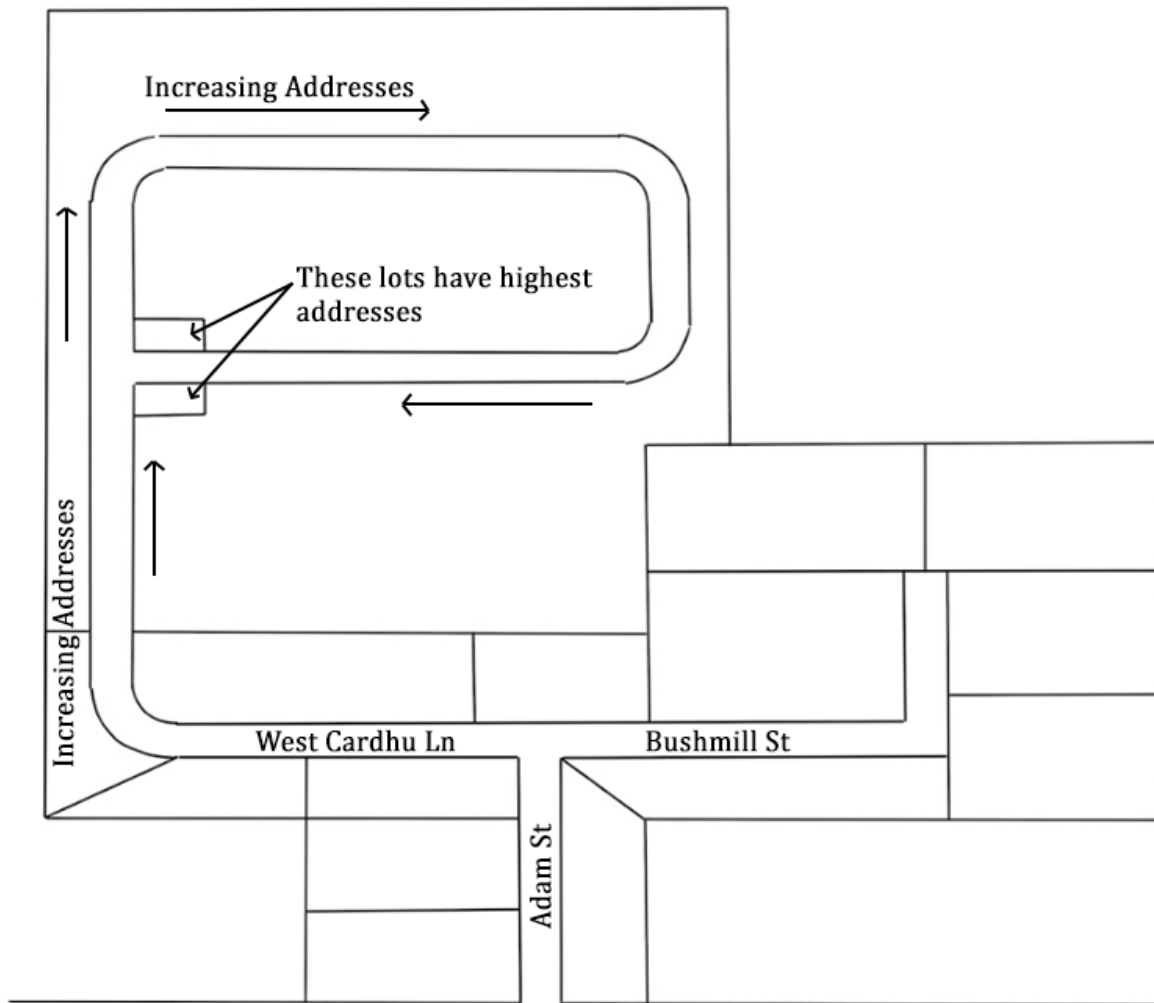 Increasing Addresses
These lots have highest
addresses
Increasing Addresses
West Cardhu Ln
Bushmill St
Adam St